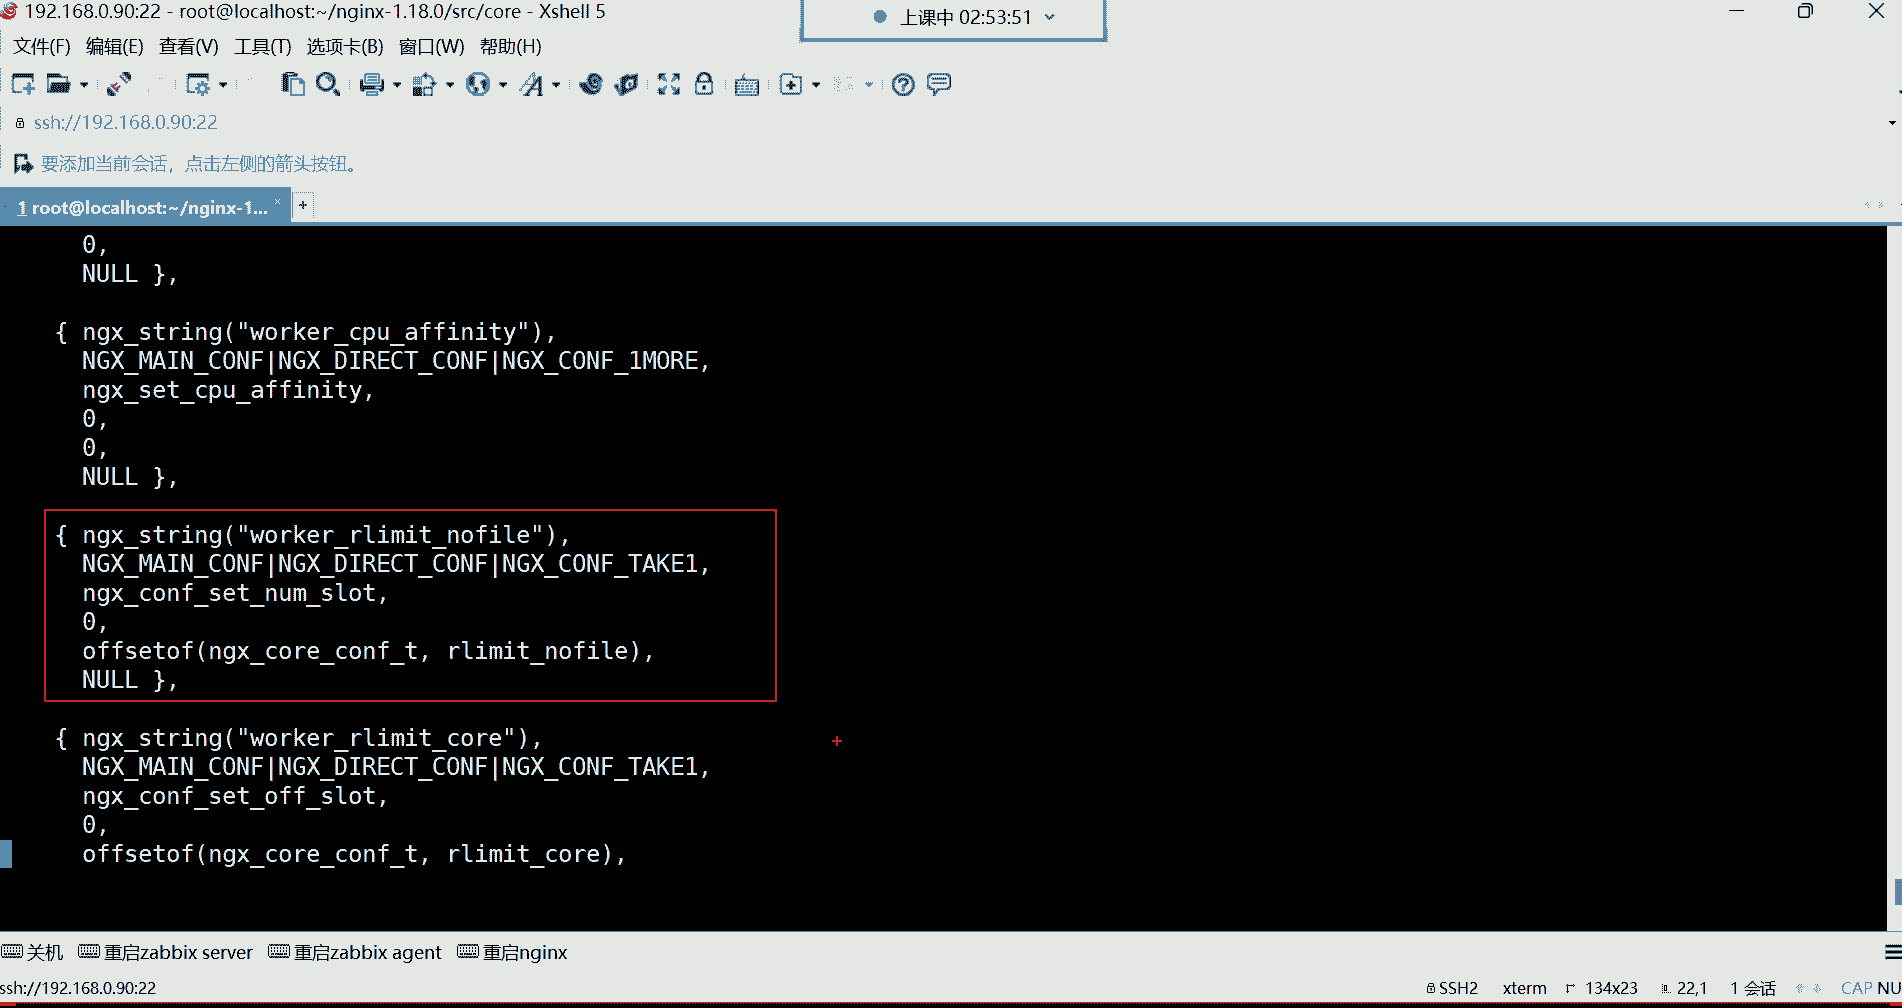 192.168.0.90:22 - root@localhost:~/nginx-1.18.0/src/core - Xshell 5
上课中 02:53:51
文件(F) 编辑(E) 查看(V) 工具(T) 选项卡(B) 窗口(W) 帮助(H)
ssh://192.168.0.90:22
要添加当前会话，点击左侧的箭头按钮。
1 root@localhost:~/nginx-1... × +
0,
NULL },
{ ngx_string("worker_cpu_affinity"),
NGX_MAIN_CONF|NGX_DIRECT_CONF|NGX_CONF_1MORE,
ngx_set_cpu_affinity,
0,
0,
NULL },
{ ngx_string("worker_rlimit_nofile"),
NGX_MAIN_CONF|NGX_DIRECT_CONF|NGX_CONF_TAKE1,
ngx_conf_set_num_slot,
0,
offsetof(ngx_core_conf_t, rlimit_nofile),
NULL },
{ ngx_string("worker_rlimit_core"),
NGX_MAIN_CONF|NGX_DIRECT_CONF|NGX_CONF_TAKE1,
ngx_conf_set_off_slot,
0,
offsetof(ngx_core_conf_t, rlimit_core),
关机 重启zabbix server 重启zabbix agent 重启nginx
ssh://192.168.0.90:22 SSH2 xterm 134x23 22,1 1 会话 CAP NU